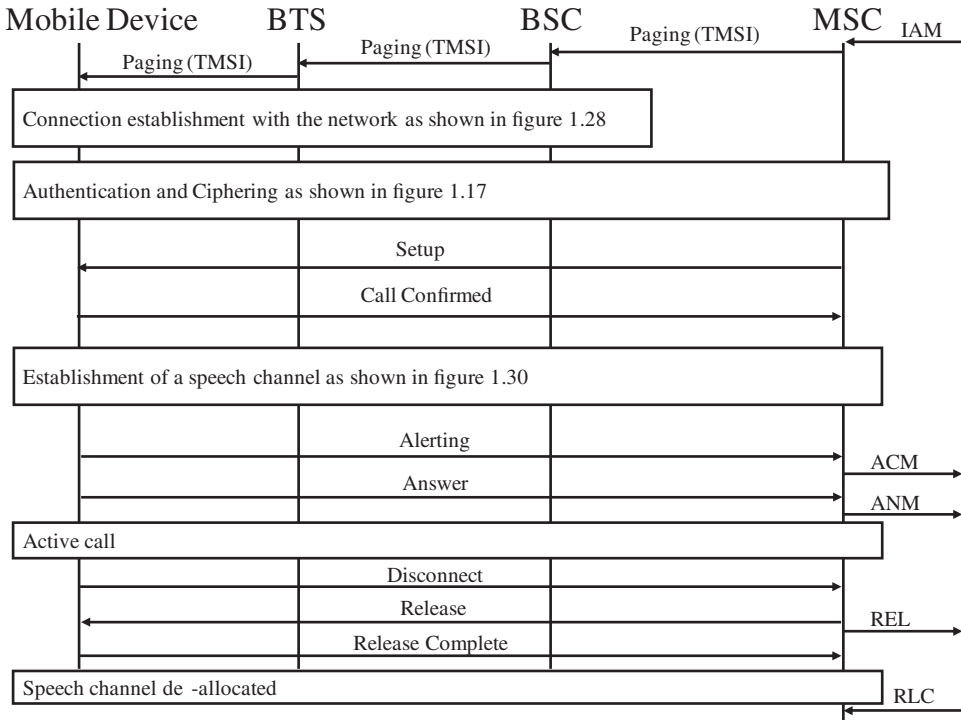 Mobile Device BTS BSC MSC
IAM
Paging (TMSI)
Paging (TMSI)
Paging (TMSI)
Connection establishment with the network as shown in figure 1.28
Authentication and Ciphering as shown in figure 1.17
Setup
Call Confirmed
Establishment of a speech channel as shown in figure 1.30
Alerting
ACM
Answer
ANM
Active call
Disconnect
Release
REL
Release Complete
Speech channel de -allocated
RLC